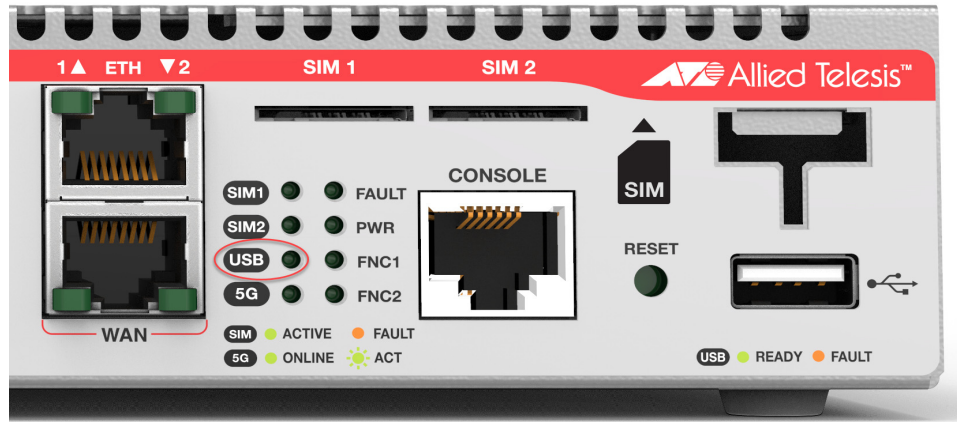 1▲ ETH ▼2
SIM 1
SIM 2
Allied Telesis™
SIM1
FAULT
SIM2
PWR
USB
FNC1
5G
FNC2
CONSOLE
SIM
RESET
WAN
SIM ACTIVE FAULT
5G ONLINE ACT
USB READY FAULT